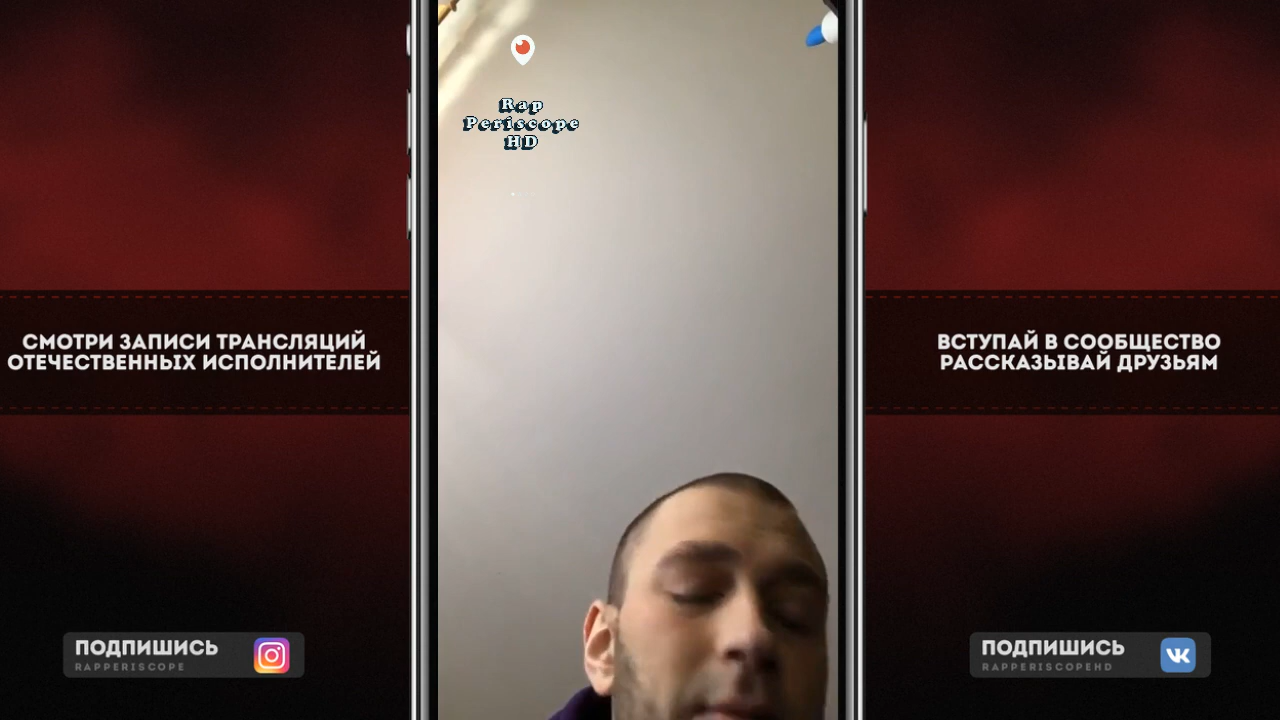 Rap
Periscope
HD
СМОТРИ ЗАПИСИ ТРАНСЛЯЦИЙ
ОТЕЧЕСТВЕННЫХ ИСПОЛНИТЕЛЕЙ
ВСТУПАЙ В СООБЩЕСТВО
РАССКАЗЫВАЙ ДРУЗЬЯМ
ПОДПИШИСЬ
RAPPERISCOPE
ПОДПИШИСЬ
RAPPERISCOPEHD